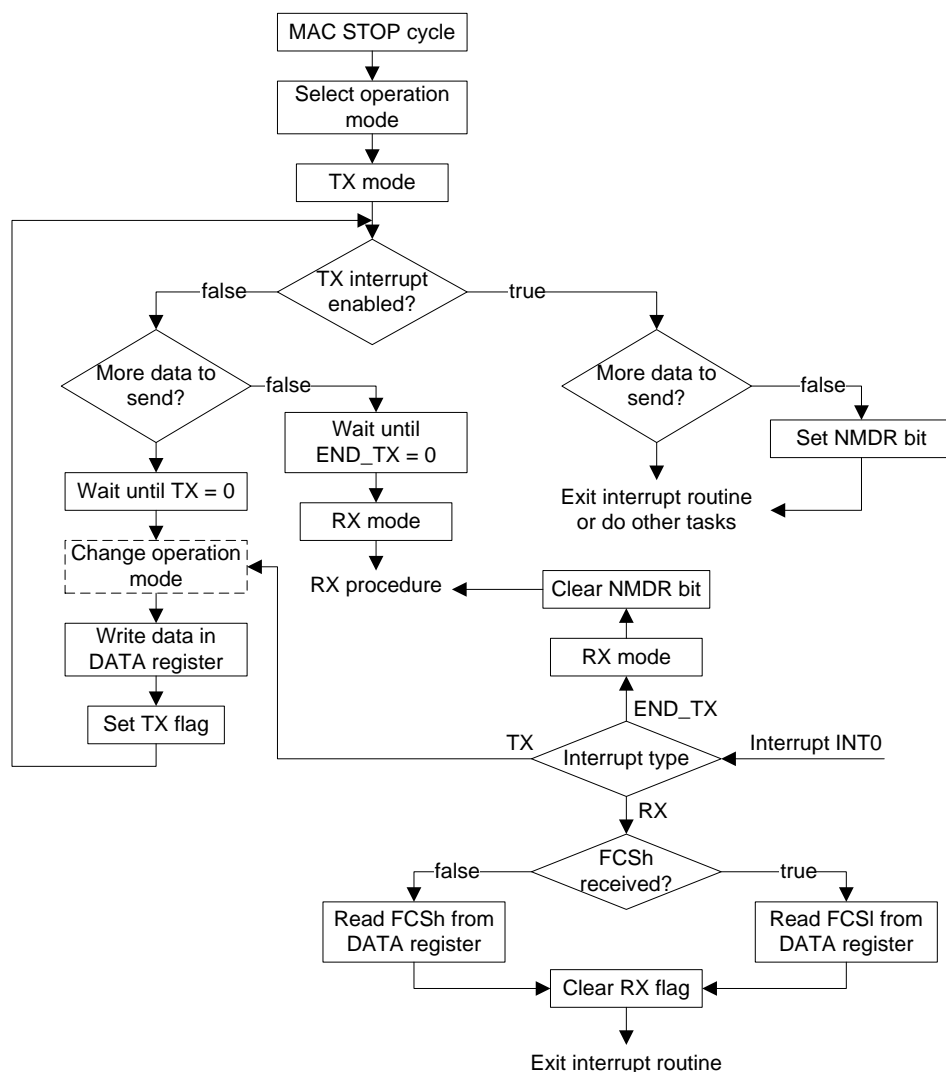 MAC STOP cycle
Select operation
mode
TX mode
TX interrupt
enabled?
false
true
More data to
send?
false
More data to
send?
false
Wait until
END_TX = 0
Set NMDR bit
Wait until TX = 0
RX mode
Exit interrupt routine
or do other tasks
Change operation
mode
RX procedure
Clear NMDR bit
Write data in
DATA register
RX mode
Set TX flag
END_TX
TX
Interrupt type
Interrupt INT0
RX
FCSh
received?
false
true
Read FCSh from
DATA register
Read FCSl from
DATA register
Clear RX flag
Exit interrupt routine